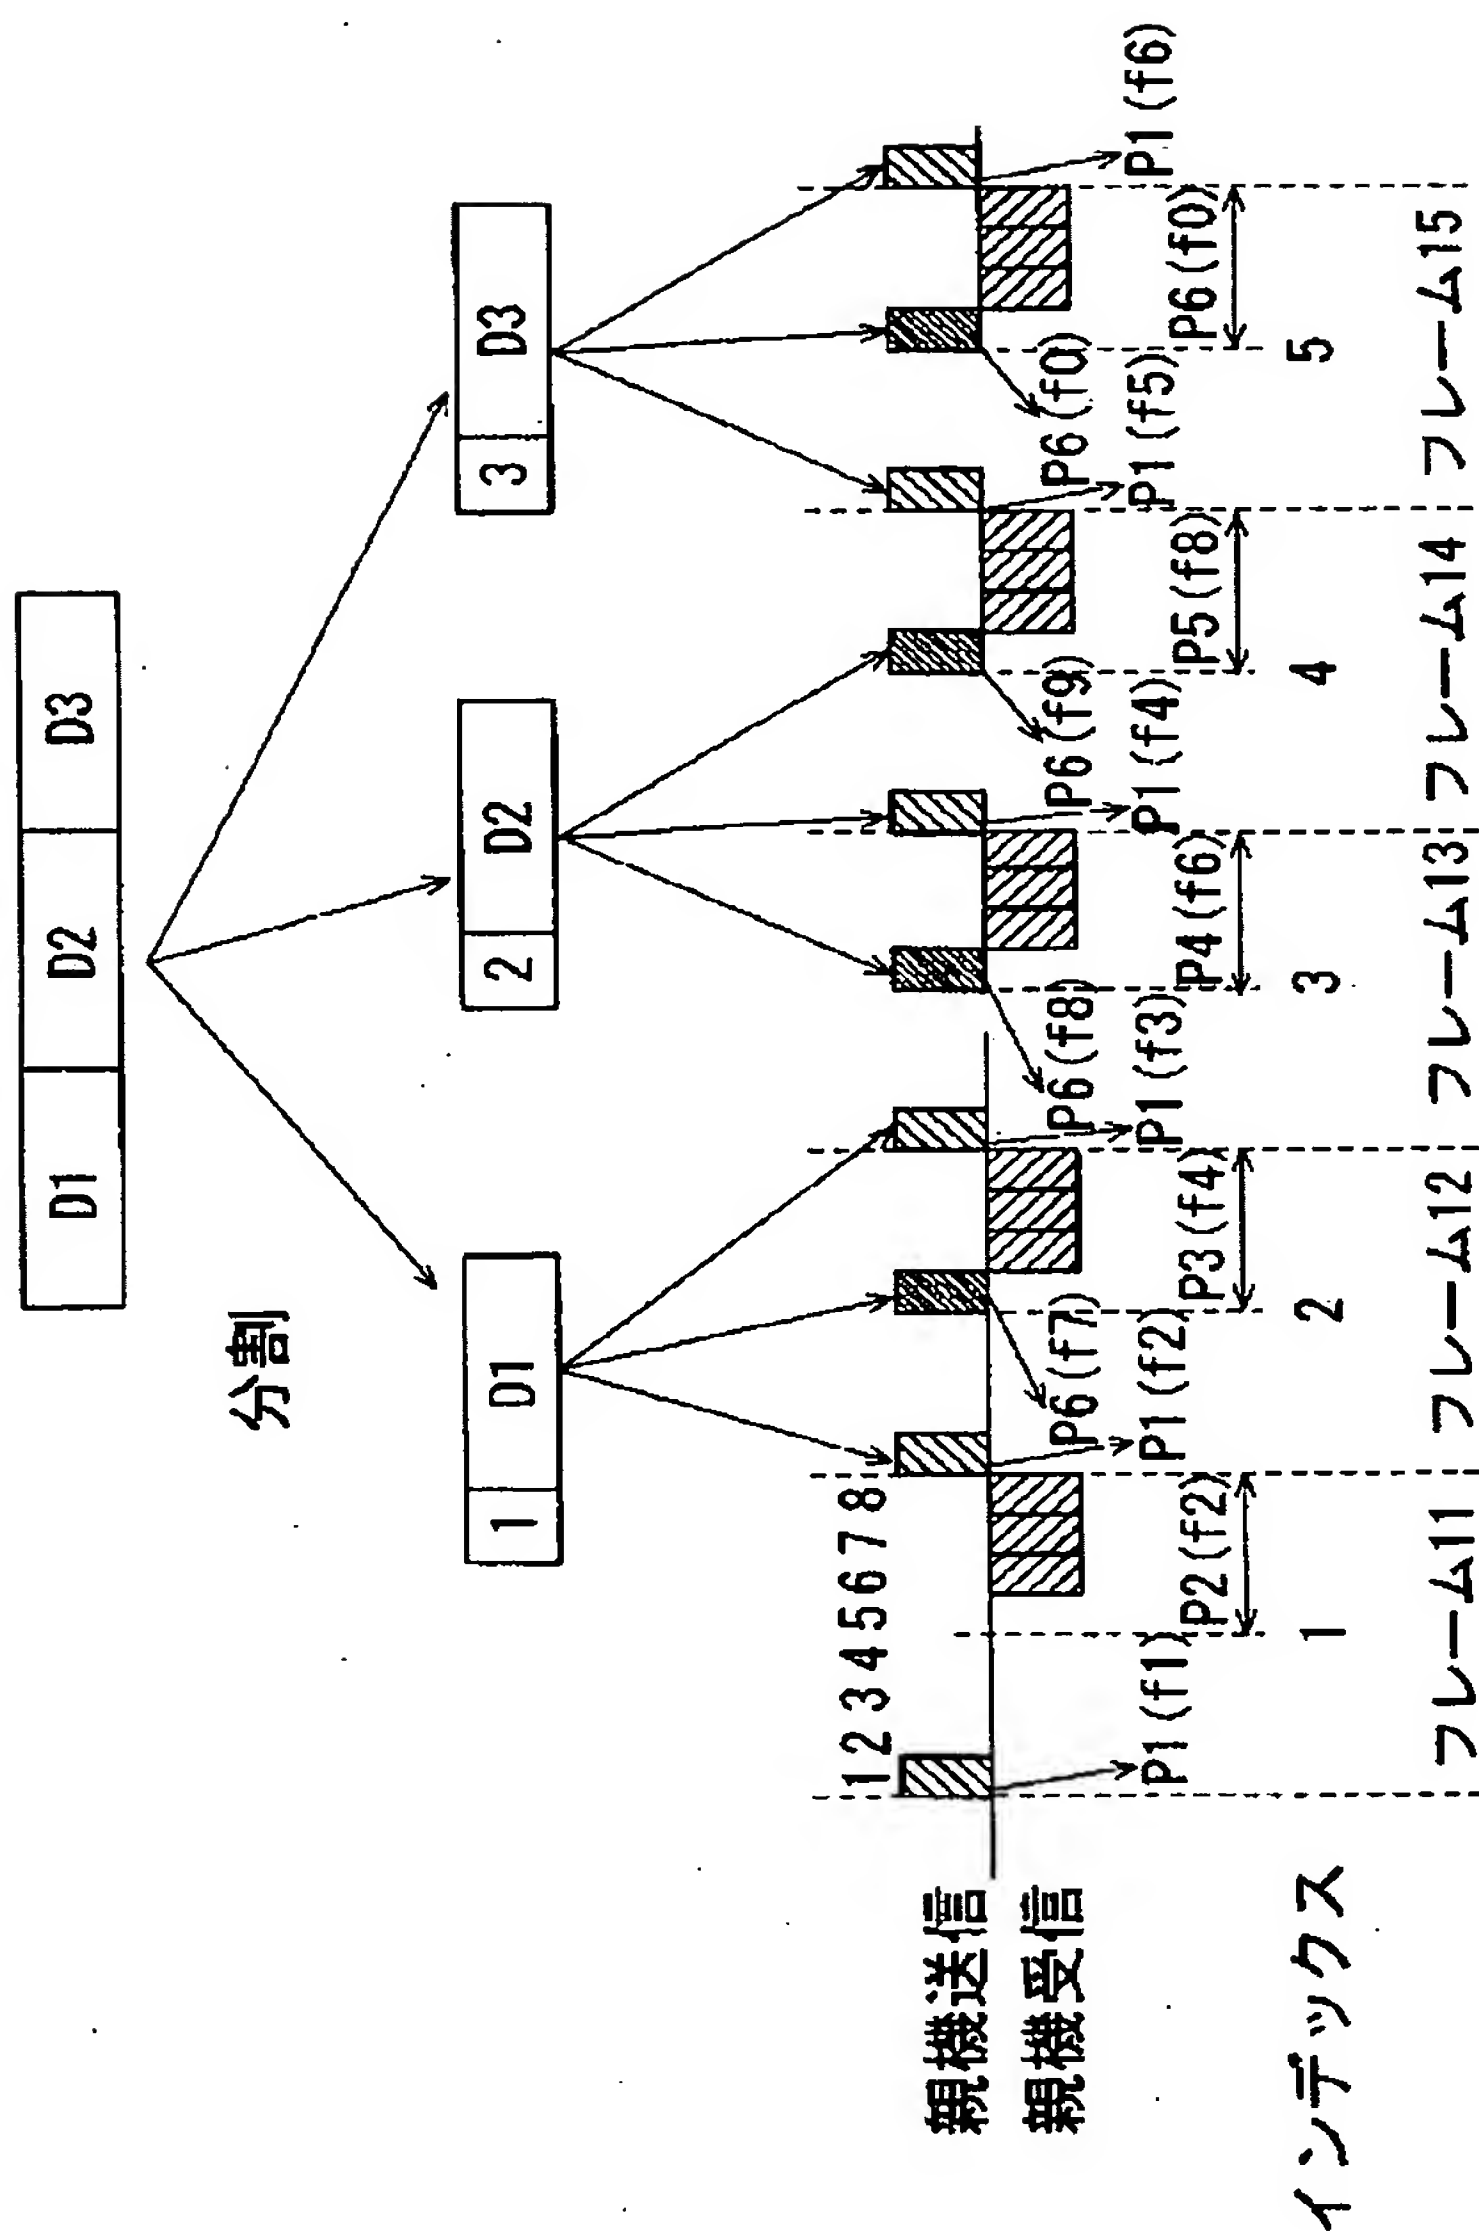 D1 D2 D3
分割
1 D1
2 D2
3 D3
1 2 3 4 5 6 7 8
親機送信
親機受信
P6(f7) P6(f8) P6(f9) P6(f0)
P1(f1) P1(f2) P1(f3) P1(f4) P1(f5) P1(f6)
P2(f2) P3(f4) P4(f6) P5(f8) P6(f0)
インデックス 1 2 3 4 5
フレーム11 フレーム12 フレーム13 フレーム14 フレーム15